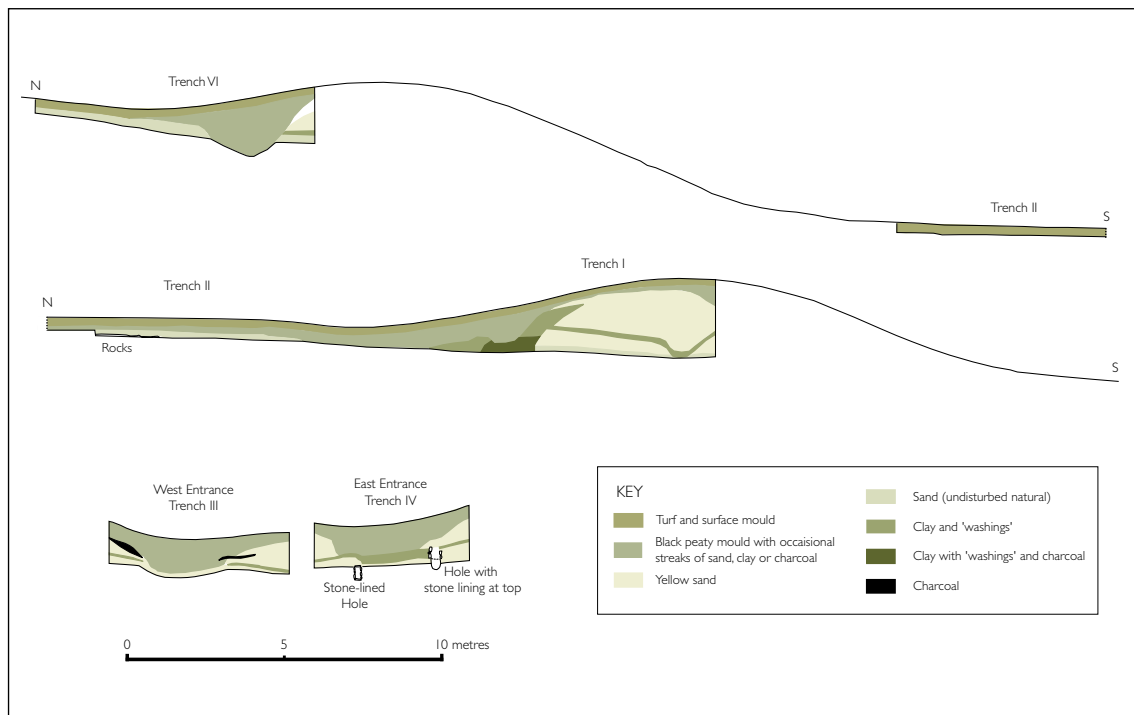 N
Trench VI
Trench II
S
N
Trench II
Trench I
Rocks
S
West Entrance
Trench III
East Entrance
Trench IV
Stone-lined
Hole
Hole with
stone lining at top
0 5 10 metres
KEY
Turf and surface mould
Black peaty mould with occaisional
streaks of sand, clay or charcoal
Yellow sand
Sand (undisturbed natural)
Clay and 'washings'
Clay with 'washings' and charcoal
Charcoal